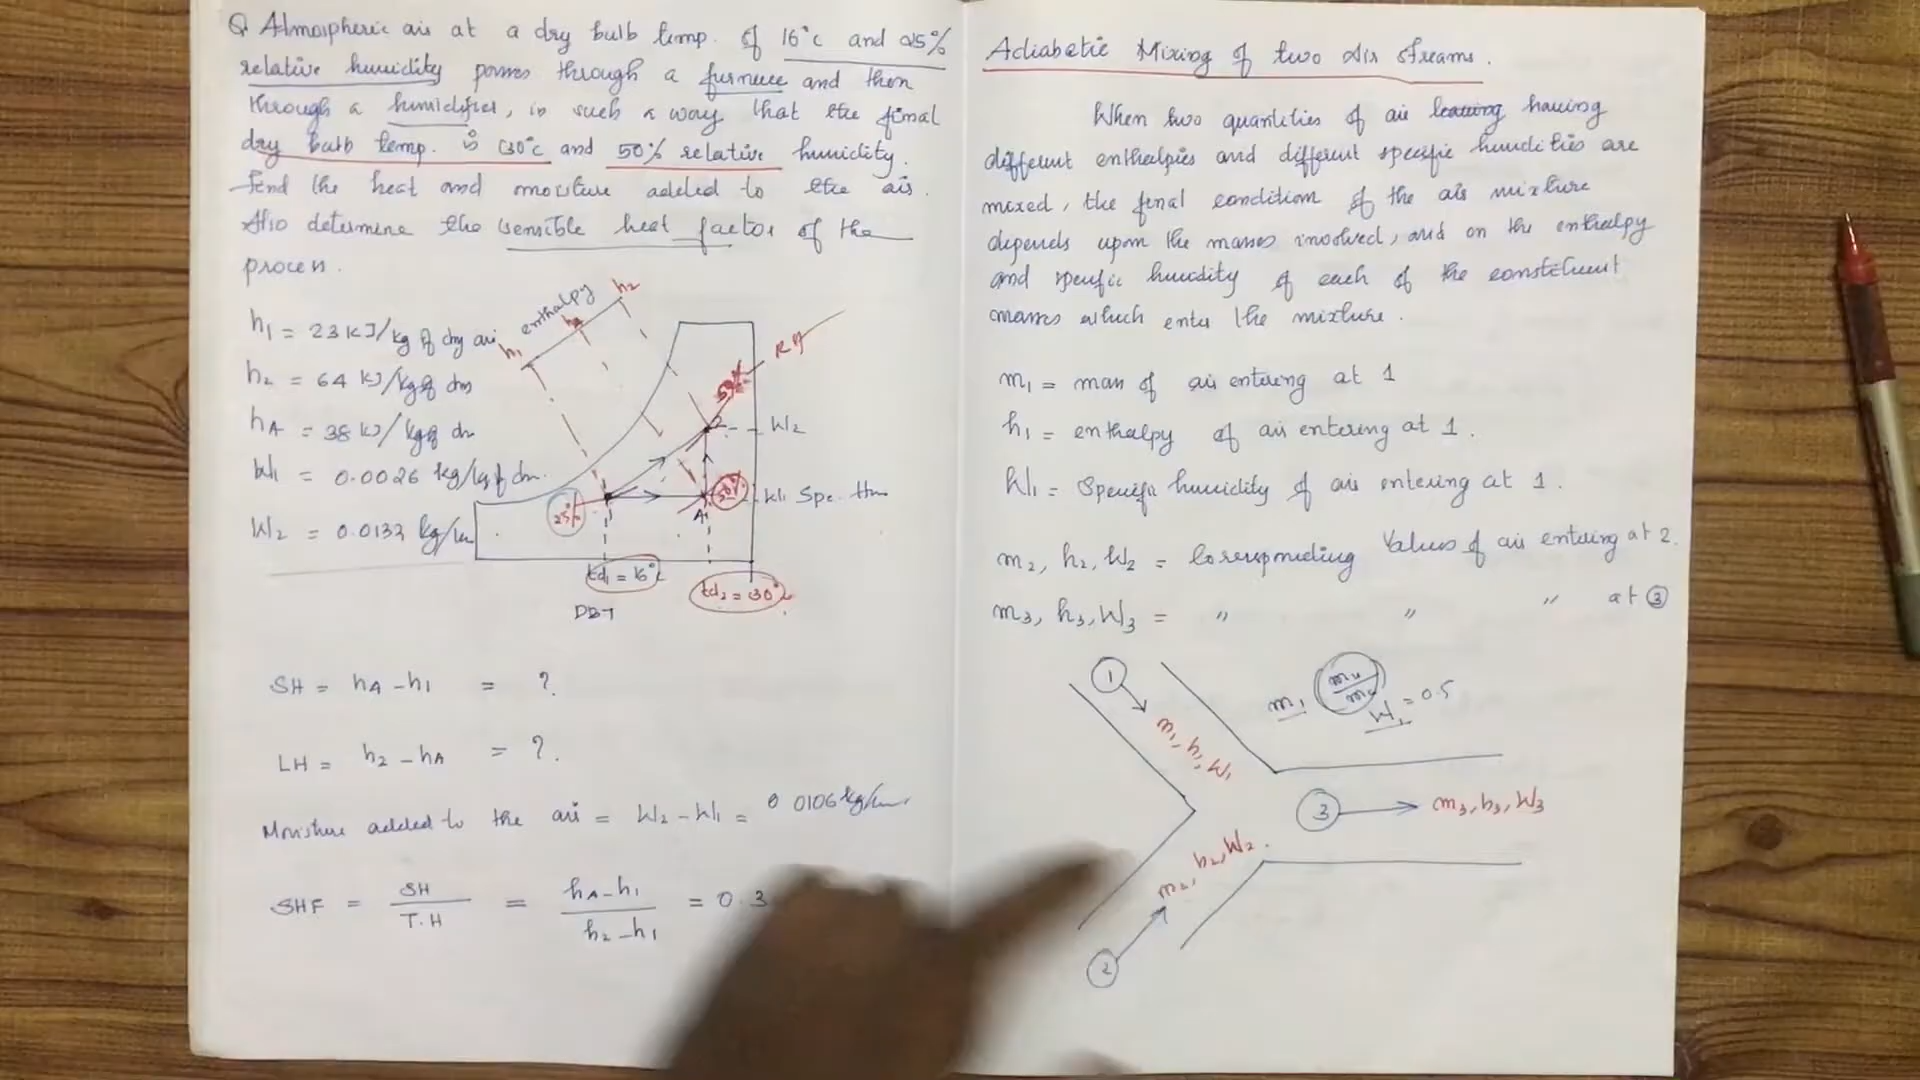 Q Atmospheric air at a dry bulb temp. of 16°c and 25%
relative humidity passes through a furnace and then
through a humidifier, in such a way that the final
dry bulb temp. is 30°c and 50% relative humidity.
Find the heat and moisture added to the air.
Also determine the sensible heat factor of the
process.
h1 = 23 KJ/kg of dry air
h2 = 64 KJ/kg of da
hA = 38 KJ/kg of da
W1 = 0.0026 kg/kg of da.
W2 = 0.0132 kg/
enthalpy
h1
hA
h2
50%
RH
2
W2
25%
1
A
50%
W1 Spe. Hu
td1 = 16°c
td2 = 30°c
DBT
SH = hA - h1 = ?
LH = h2 - hA = ?
Moisture added to the air = W2 - W1 = 0.0106 kg/
SHF = SH / T.H = hA - h1 / h2 - h1 = 0.3
Adiabatic Mixing of two Air streams.
When two quantities of air having
different enthalpies and different specific humidities are
mixed, the final condition of the air mixture
depends upon the masses involved, and on the enthalpy
and specific humidity of each of the constituent
masses which enter the mixture.
m1 = mass of air entering at 1
h1 = enthalpy of air entering at 1.
W1 = Specific humidity of air entering at 1.
m2, h2, W2 = Corresponding Values of air entering at 2.
m3, h3, W3 = " " " at 3
1
m1, h1, W1
m1
W1
= 0.5
3
m3, h3, W3
m2, h2, W2.
2